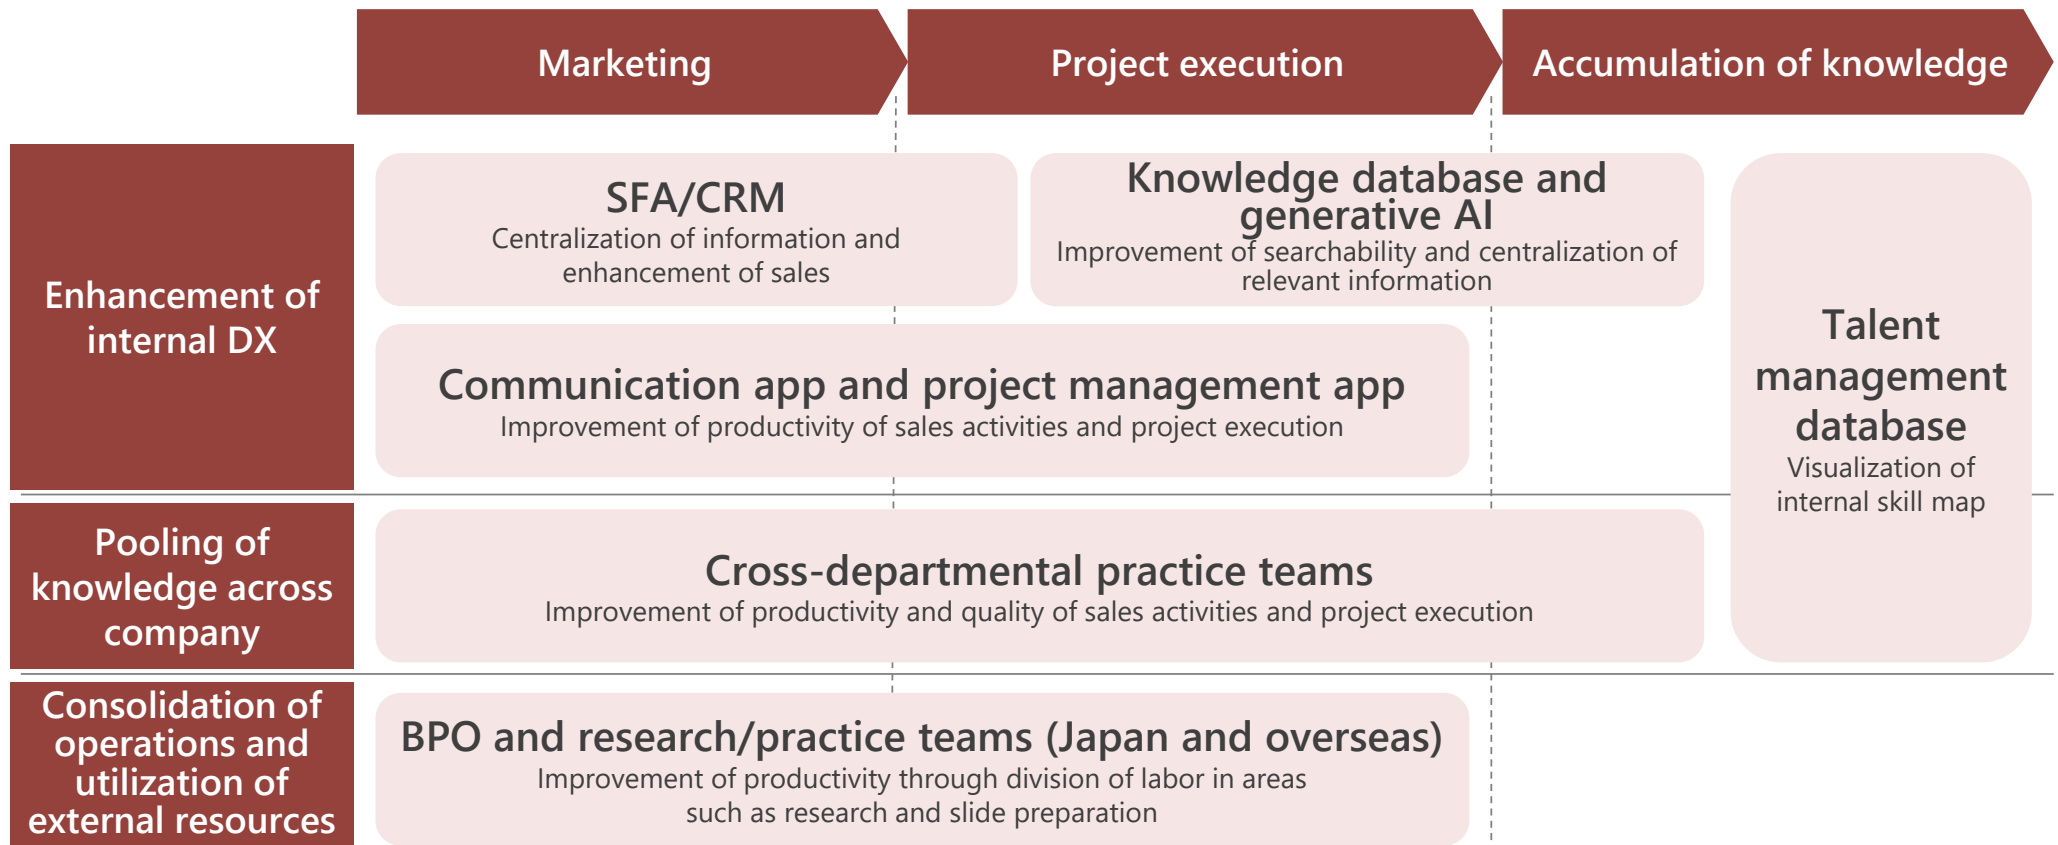 Marketing
Project execution
Accumulation of knowledge
Enhancement of
internal DX
SFA/CRM
Centralization of information and
enhancement of sales
Knowledge database and
generative AI
Improvement of searchability and centralization of
relevant information
Communication app and project management app
Improvement of productivity of sales activities and project execution
Talent
management
database
Visualization of
internal skill map
Pooling of
knowledge across
company
Cross-departmental practice teams
Improvement of productivity and quality of sales activities and project execution
Consolidation of
operations and
utilization of
external resources
BPO and research/practice teams (Japan and overseas)
Improvement of productivity through division of labor in areas
such as research and slide preparation